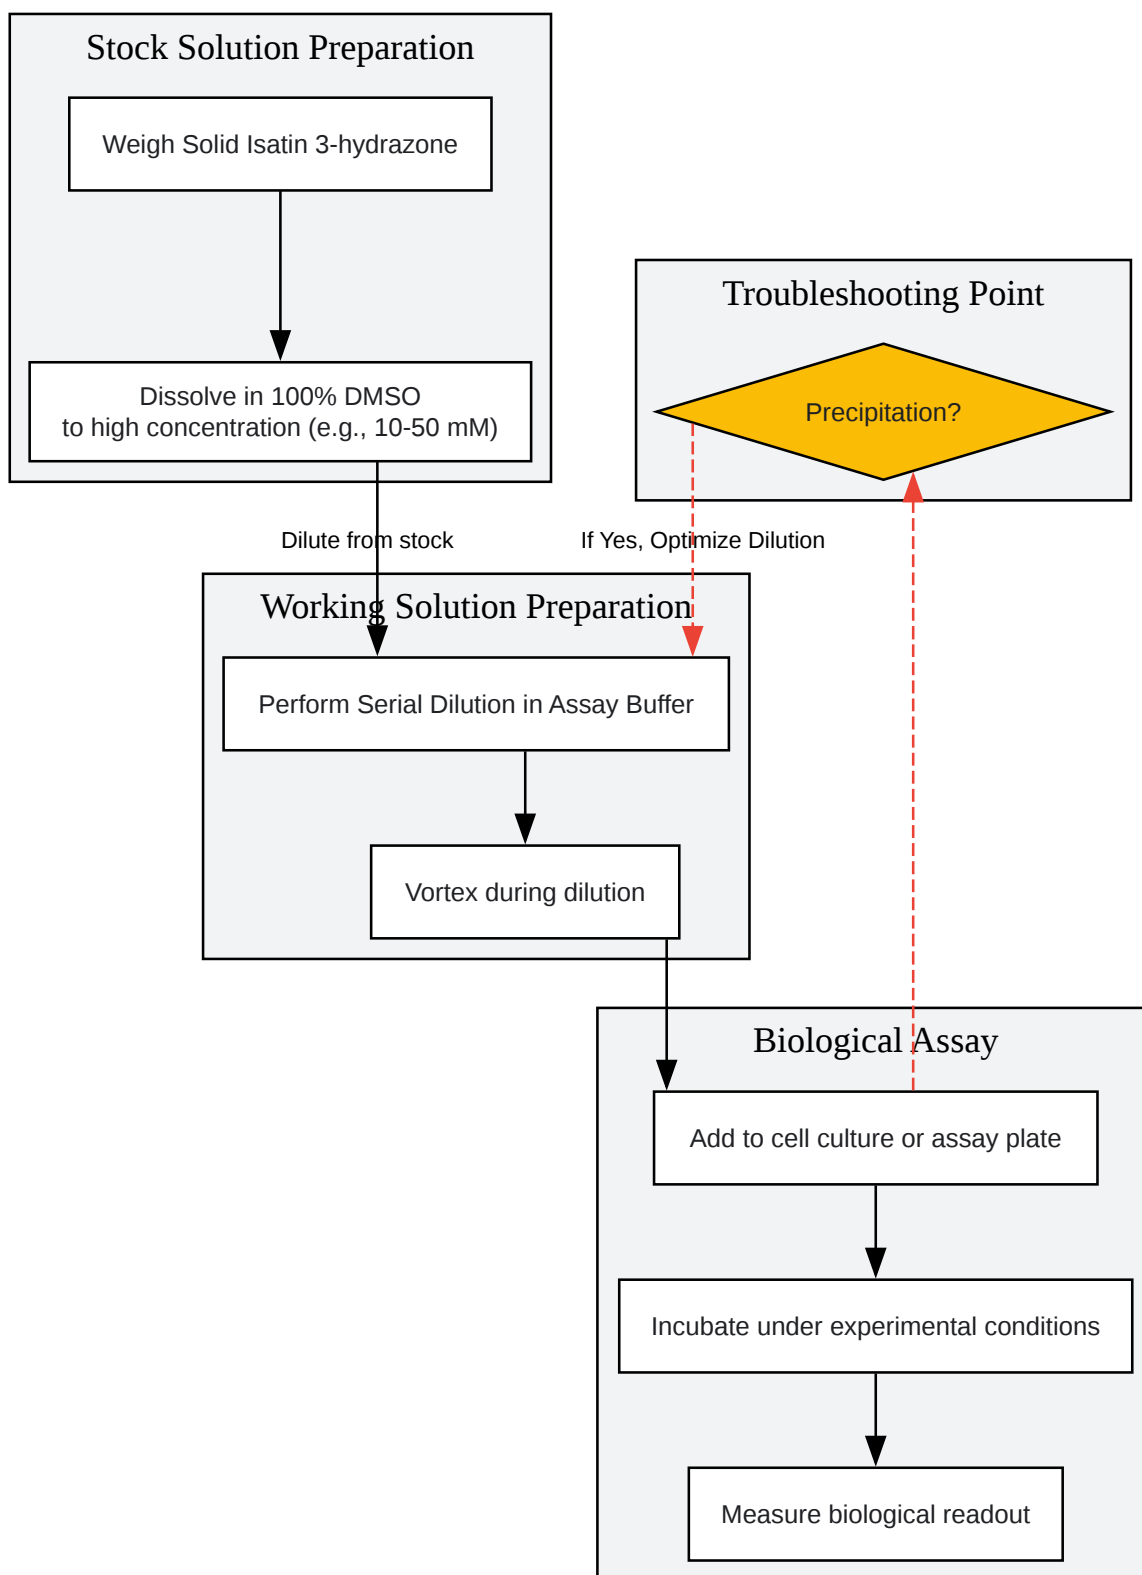 Stock Solution Preparation
Weigh Solid Isatin 3-hydrazone
Dissolve in 100% DMSO
to high concentration (e.g., 10-50 mM)
Troubleshooting Point
Precipitation?
Dilute from stock
If Yes, Optimize Dilution
Working Solution Preparation
Perform Serial Dilution in Assay Buffer
Vortex during dilution
Biological Assay
Add to cell culture or assay plate
Incubate under experimental conditions
Measure biological readout